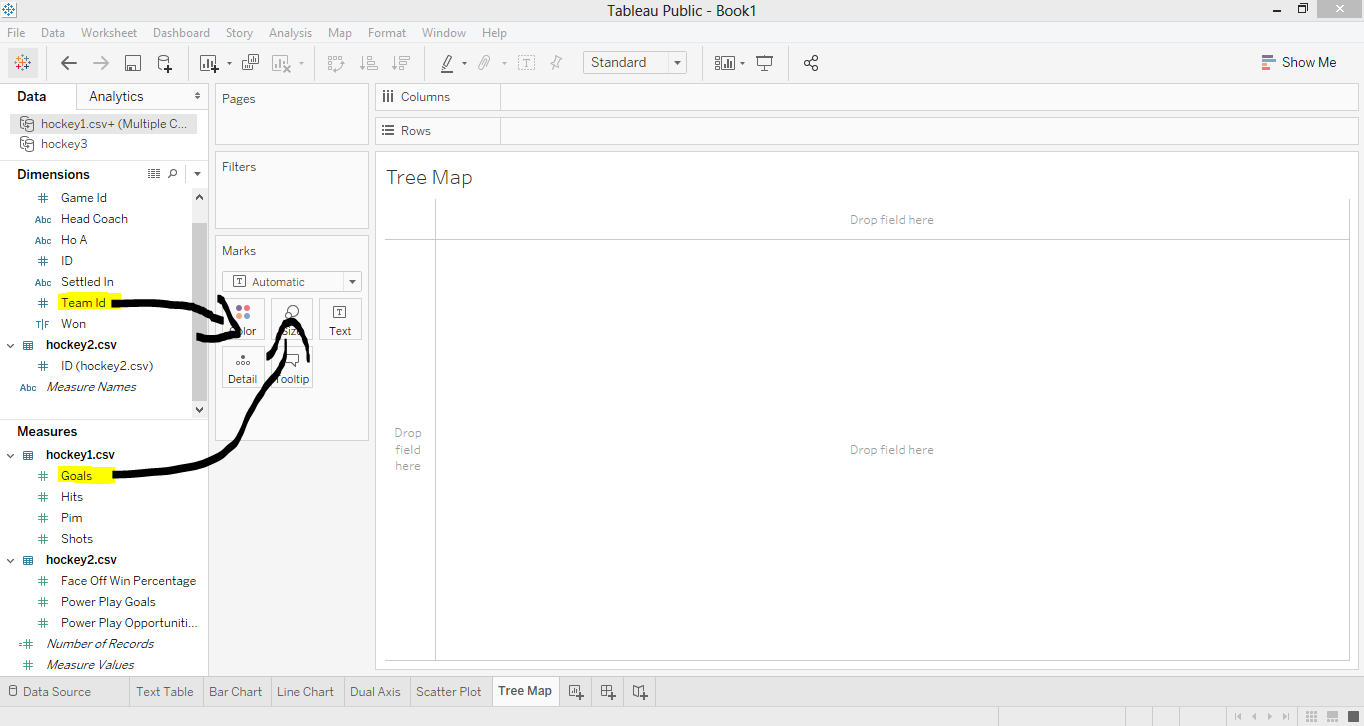 Tableau Public - Book1
File Data Worksheet Dashboard Story Analysis Map Format Window Help
Standard
Show Me
Data Analytics
hockey1.csv+ (Multiple C...
hockey3
Dimensions
Game Id
Abc Head Coach
Abc Ho A
ID
Abc Settled In
Team Id
T|F Won
hockey2.csv
ID (hockey2.csv)
Abc Measure Names
Measures
hockey1.csv
Goals
Hits
Pim
Shots
hockey2.csv
Face Off Win Percentage
Power Play Goals
Power Play Opportuniti...
Number of Records
Measure Values
Pages
Filters
Marks
T Automatic
Color Size Text
Detail Tooltip
Columns
Rows
Tree Map
Drop field here
Drop
field
here
Drop field here
Data Source Text Table Bar Chart Line Chart Dual Axis Scatter Plot Tree Map